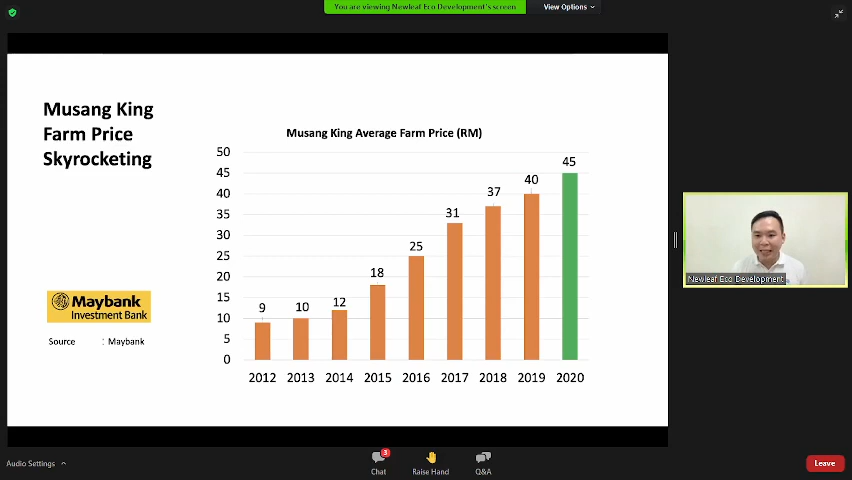 You are viewing Newleaf Eco Development's screen
View Options
Musang King
Farm Price
Skyrocketing
Musang King Average Farm Price (RM)
50
45
40
35
30
25
20
15
10
5
0
9
10
12
18
25
31
37
40
45
2012 2013 2014 2015 2016 2017 2018 2019 2020
Maybank
Investment Bank
Source : Maybank
Newleaf Eco Development
Audio Settings
3
Chat
Raise Hand
Q&A
Leave